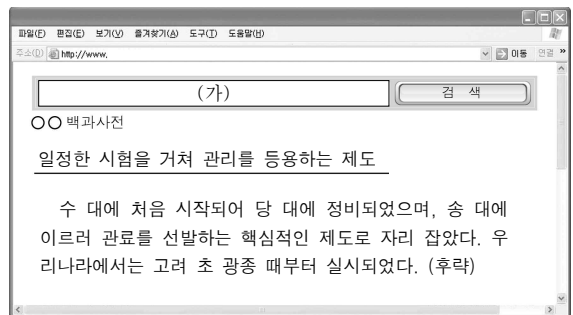 파일(F) 편집(E) 보기(V) 즐겨찾기(A) 도구(T) 도움말(H)
주소(D) http://www. 이동 연결 »
(가) 검 색
○○ 백과사전
일정한 시험을 거쳐 관리를 등용하는 제도
수 대에 처음 시작되어 당 대에 정비되었으며, 송 대에
이르러 관료를 선발하는 핵심적인 제도로 자리 잡았다. 우
리나라에서는 고려 초 광종 때부터 실시되었다. (후략)